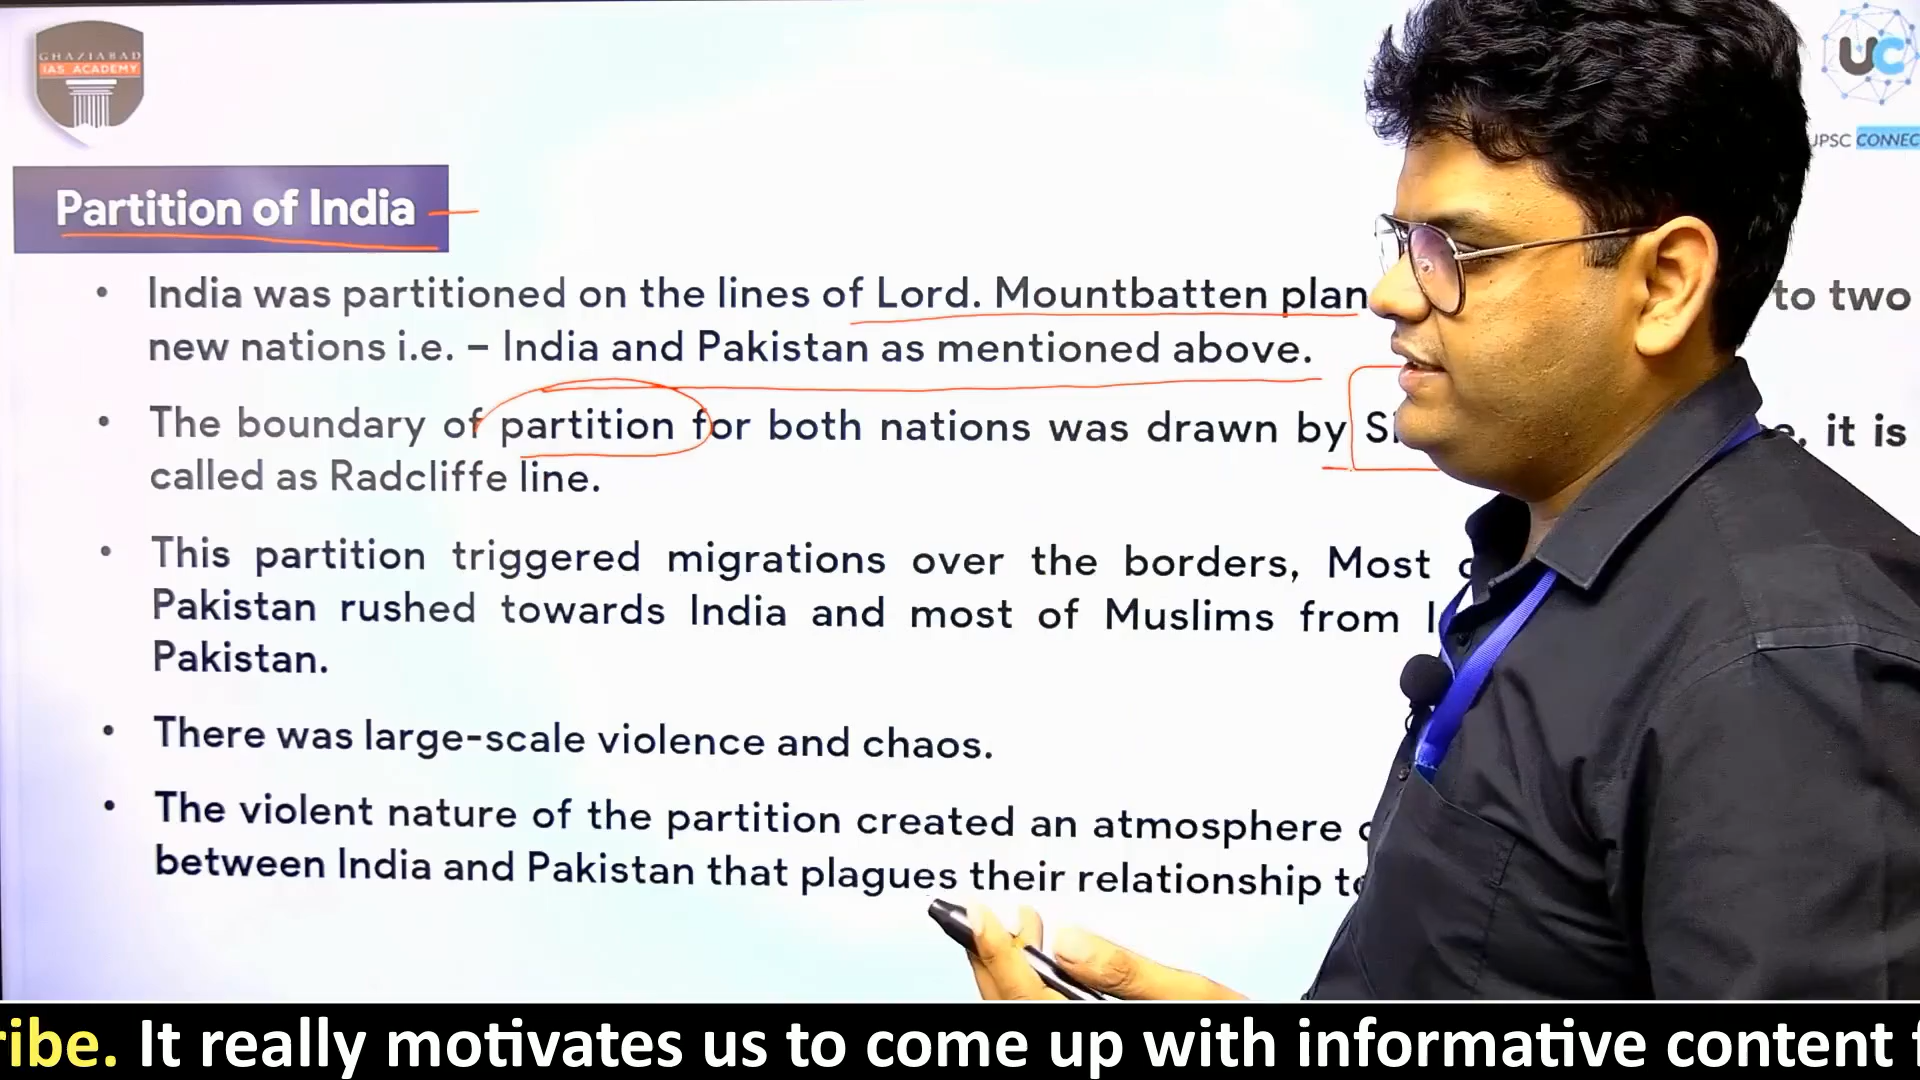 GHAZIABAD
IAS ACADEMY
UC
UPSC CONNEC
Partition of India
• India was partitioned on the lines of Lord. Mountbatten plan to two
new nations i.e. – India and Pakistan as mentioned above.
• The boundary of partition for both nations was drawn by it is
called as Radcliffe line.
• This partition triggered migrations over the borders, Most
Pakistan rushed towards India and most of Muslims from
Pakistan.
• There was large-scale violence and chaos.
• The violent nature of the partition created an atmosphere
between India and Pakistan that plagues their relationship
ribe. It really motivates us to come up with informative content